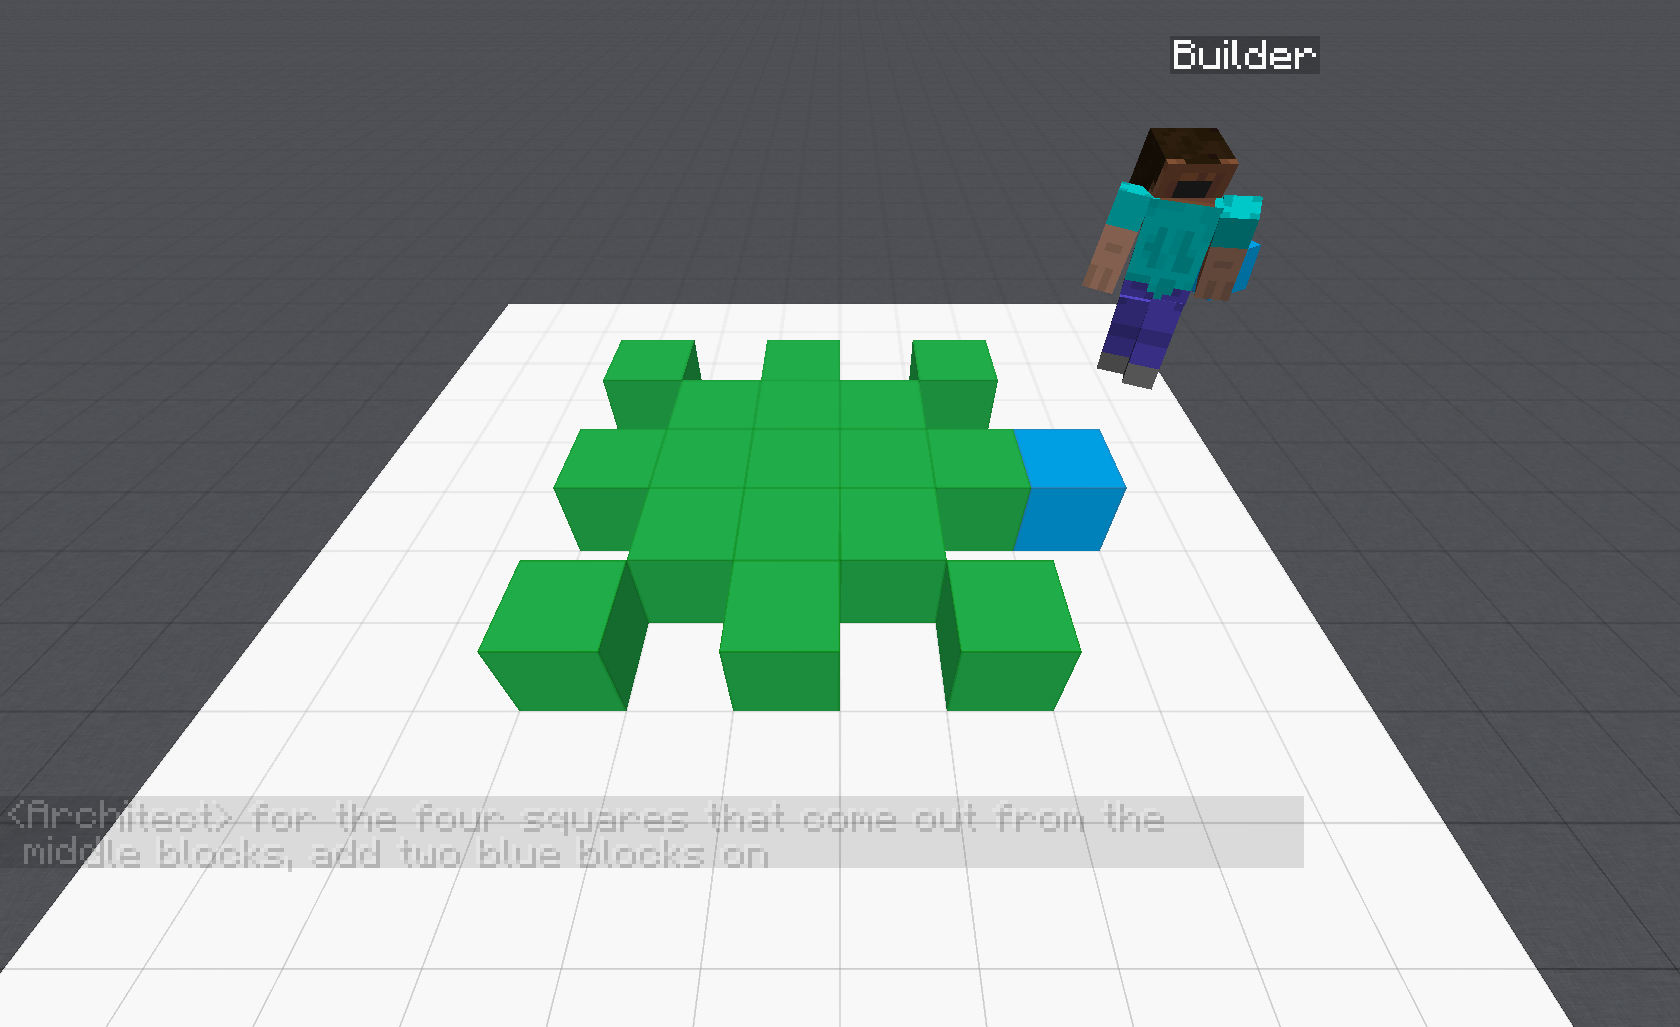 Builder
<Architect> for the four squares that come out from the
middle blocks, add two blue blocks on